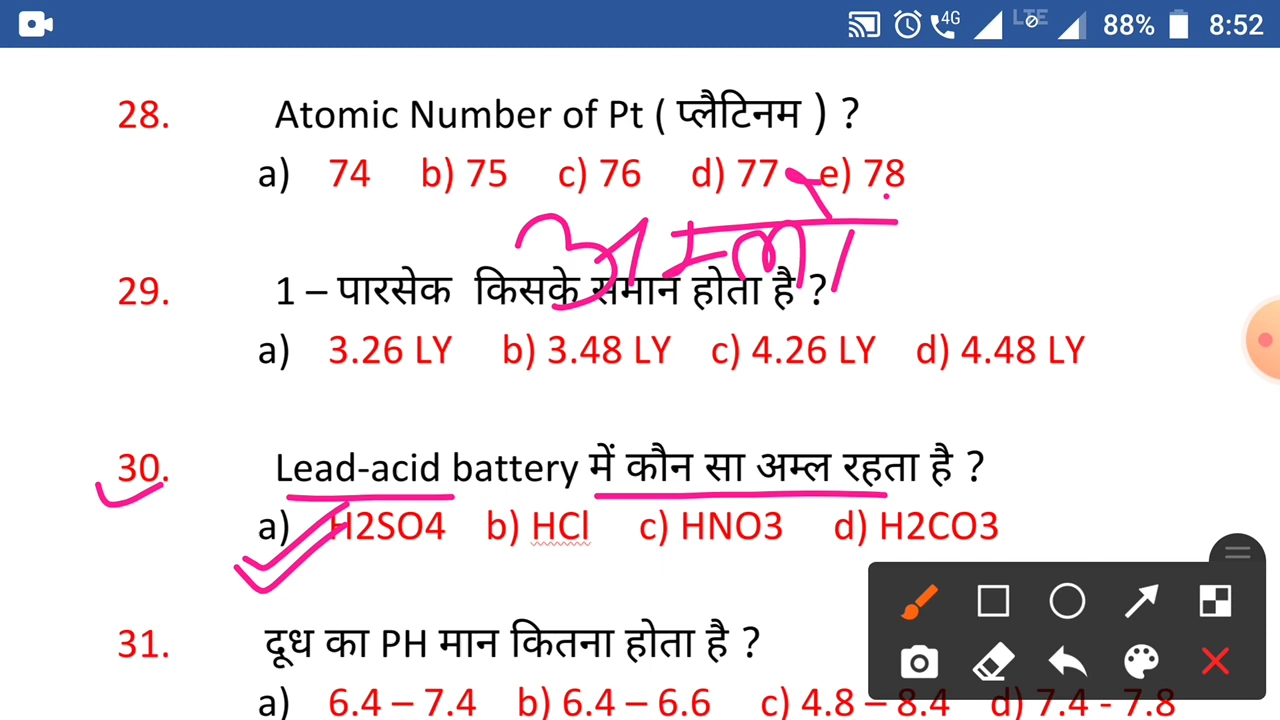 4G LTE 88% 8:52
28. Atomic Number of Pt ( प्लैटिनम ) ?
a) 74 b) 75 c) 76 d) 77 e) 78
अम्लो
29. 1 – पारसेक किसके समान होता है ?
a) 3.26 LY b) 3.48 LY c) 4.26 LY d) 4.48 LY
30. Lead-acid battery में कौन सा अम्ल रहता है ?
a) H2SO4 b) HCl c) HNO3 d) H2CO3
31. दूध का PH मान कितना होता है ?
a) 6.4 – 7.4 b) 6.4 – 6.6 c) 4.8 – 8.4 d) 7.4 - 7.8